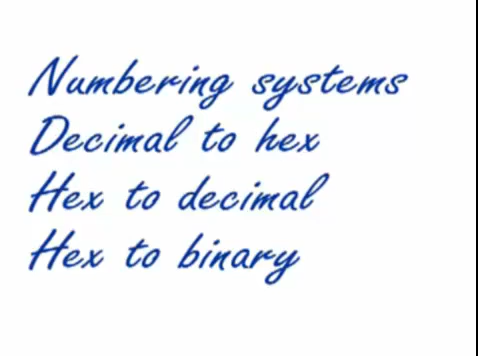 Numbering systems
Decimal to hex
Hex to decimal
Hex to binary